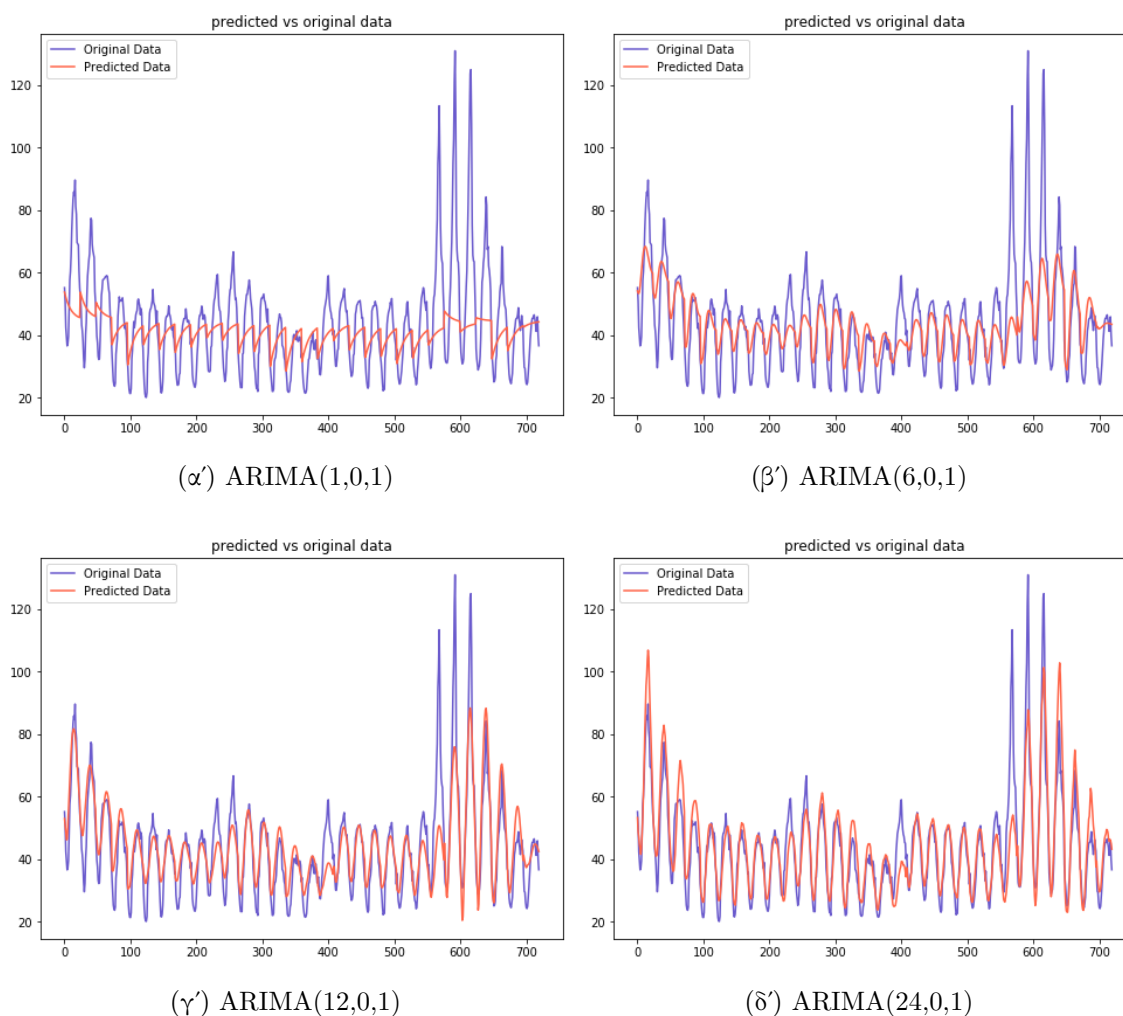 predicted vs original data
Original Data
Predicted Data
120
100
80
60
40
20
0 100 200 300 400 500 600 700
(α΄) ARIMA(1,0,1)
predicted vs original data
Original Data
Predicted Data
120
100
80
60
40
20
0 100 200 300 400 500 600 700
(β΄) ARIMA(6,0,1)
predicted vs original data
Original Data
Predicted Data
120
100
80
60
40
20
0 100 200 300 400 500 600 700
(γ΄) ARIMA(12,0,1)
predicted vs original data
Original Data
Predicted Data
120
100
80
60
40
20
0 100 200 300 400 500 600 700
(δ΄) ARIMA(24,0,1)